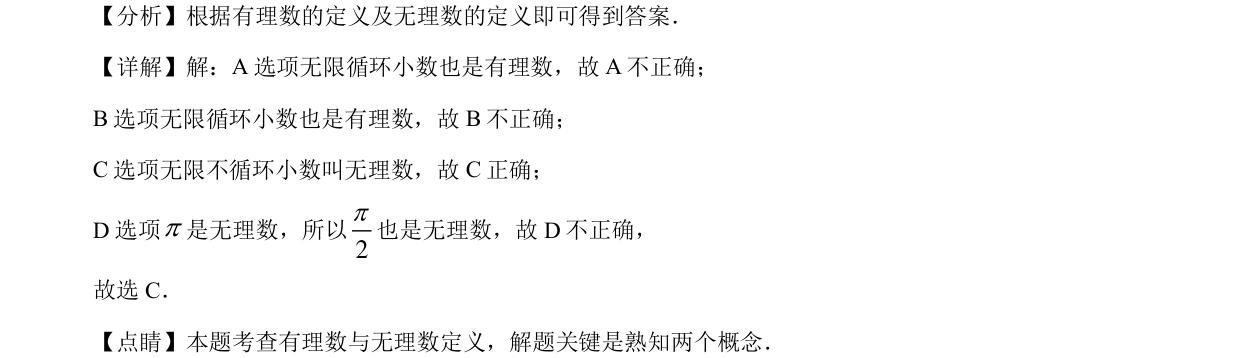 【分析】根据有理数的定义及无理数的定义即可得到答案．
【详解】解：A 选项无限循环小数也是有理数，故 A 不正确；
B 选项无限循环小数也是有理数，故 B 不正确；
C 选项无限不循环小数叫无理数，故 C 正确；
D 选项π是无理数，所以π/2也是无理数，故 D 不正确，
故选 C．
【点睛】本题考查有理数与无理数定义，解题关键是熟知两个概念．